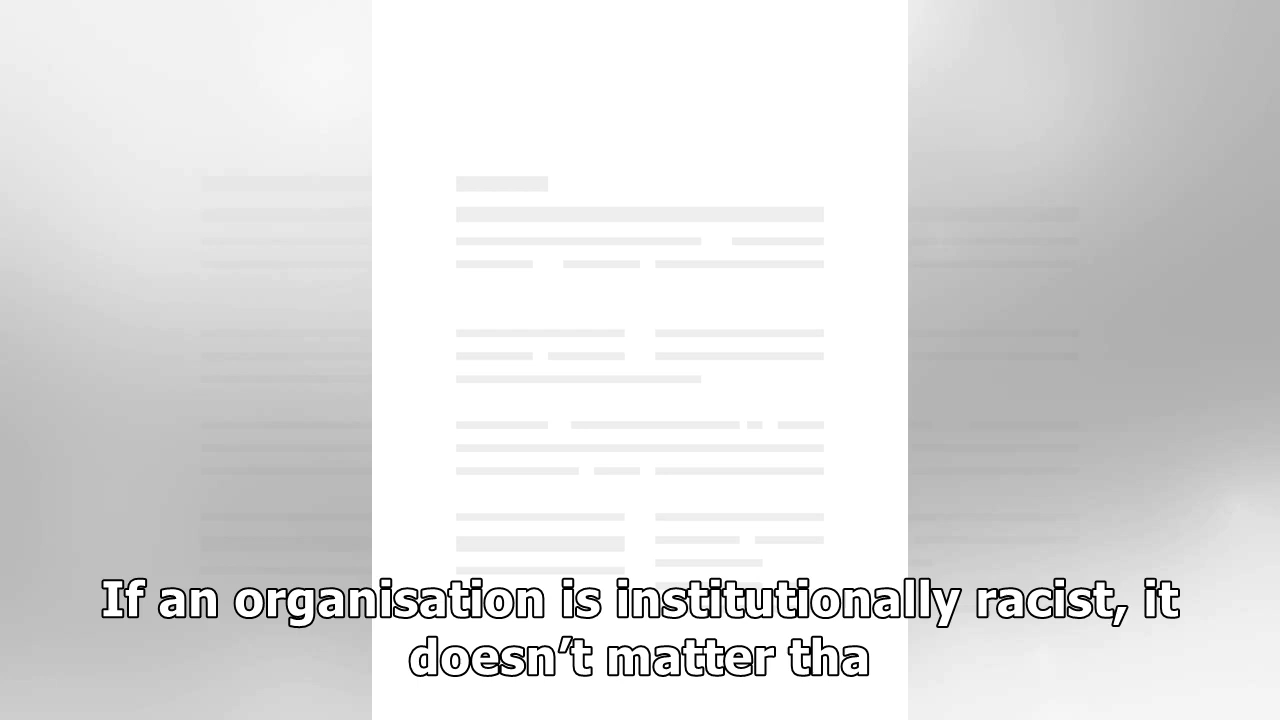 If an organisation is institutionally racist, it
doesn’t matter tha